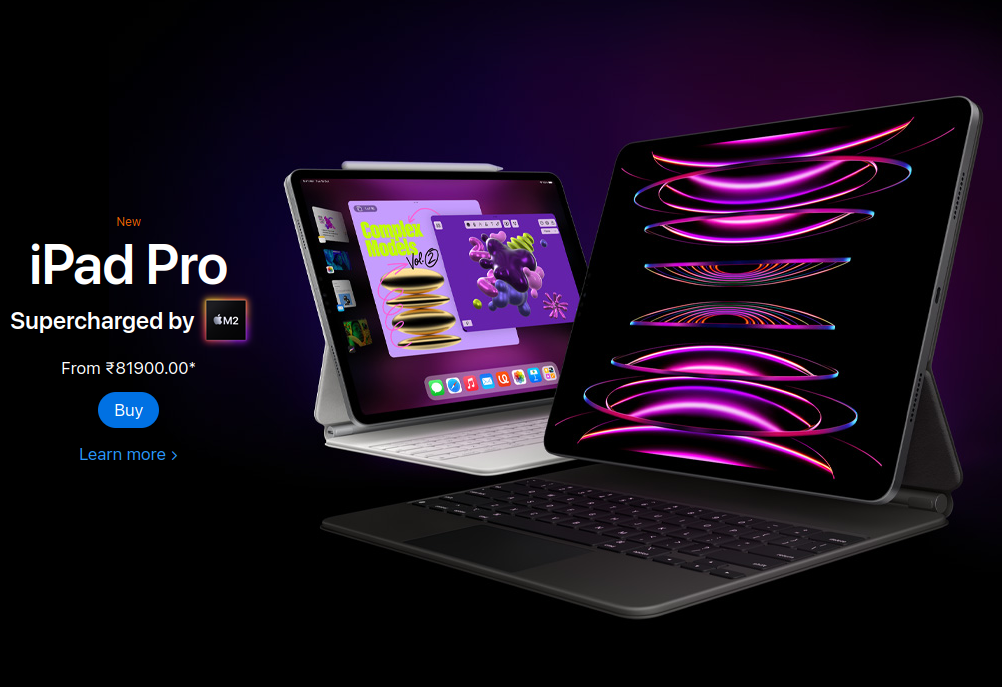 New
iPad Pro
Supercharged by M2
From ₹81900.00*
Buy
Learn more >
Complex
Models
Vol. 2